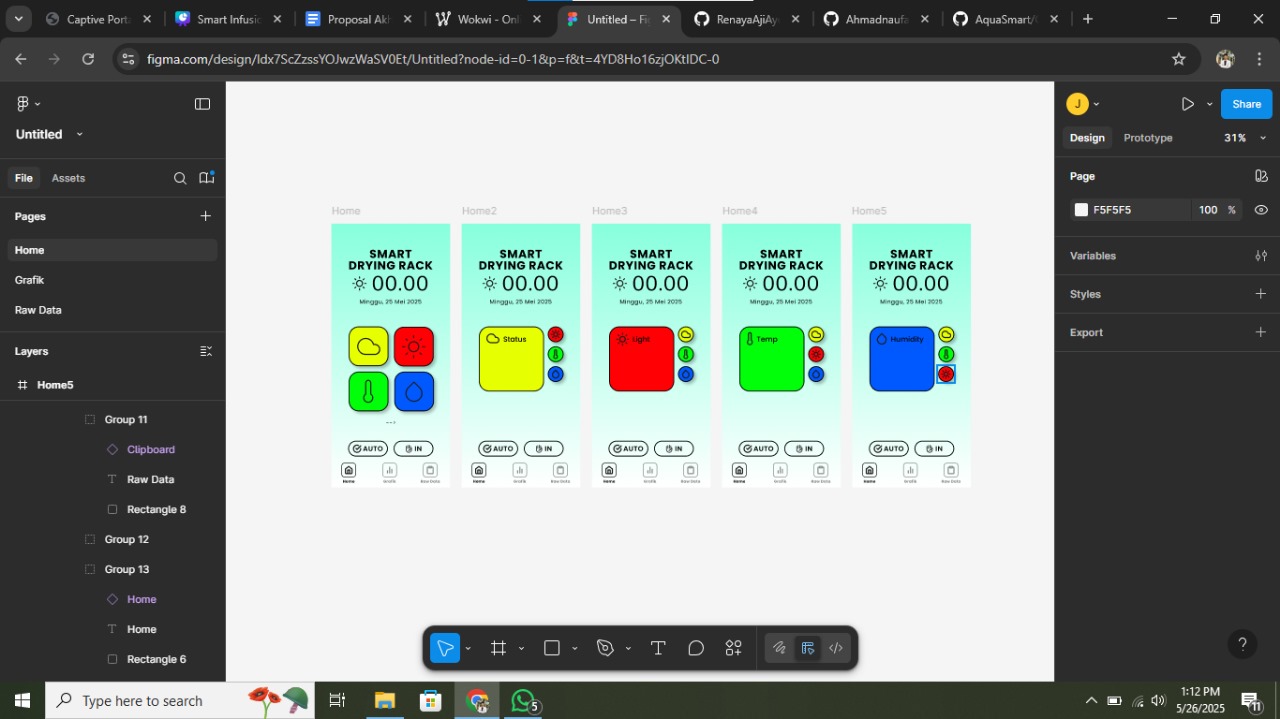 Captive Porta
Smart Infusio
Proposal Akh
Wokwi - Onli
Untitled – Fig
RenayaAjiAy
Ahmadnaufa
AquaSmart/
figma.com/design/Idx7ScZzssYOJwzWaSV0Et/Untitled?node-id=0-1&p=f&t=4YD8Ho16zjOKtIDC-0
Untitled
File
Assets
Pages
Home
Grafik
Raw Data
Layers
Home5
Group 11
Clipboard
Raw Data
Rectangle 8
Group 12
Group 13
Home
Home
Rectangle 6
Home
SMART
DRYING RACK
00.00
Minggu, 25 Mei 2025
AUTO
IN
Home
Grafik
Raw Data
Home2
SMART
DRYING RACK
00.00
Minggu, 25 Mei 2025
Status
AUTO
IN
Home
Grafik
Raw Data
Home3
SMART
DRYING RACK
00.00
Minggu, 25 Mei 2025
Light
AUTO
IN
Home
Grafik
Raw Data
Home4
SMART
DRYING RACK
00.00
Minggu, 25 Mei 2025
Temp
AUTO
IN
Home
Grafik
Raw Data
Home5
SMART
DRYING RACK
00.00
Minggu, 25 Mei 2025
Humidity
AUTO
IN
Home
Grafik
Raw Data
J
Share
Design
Prototype
31%
Page
F5F5F5
100 %
Variables
Styles
Export
?
Type here to search
5
1:12 PM
5/26/2025
11